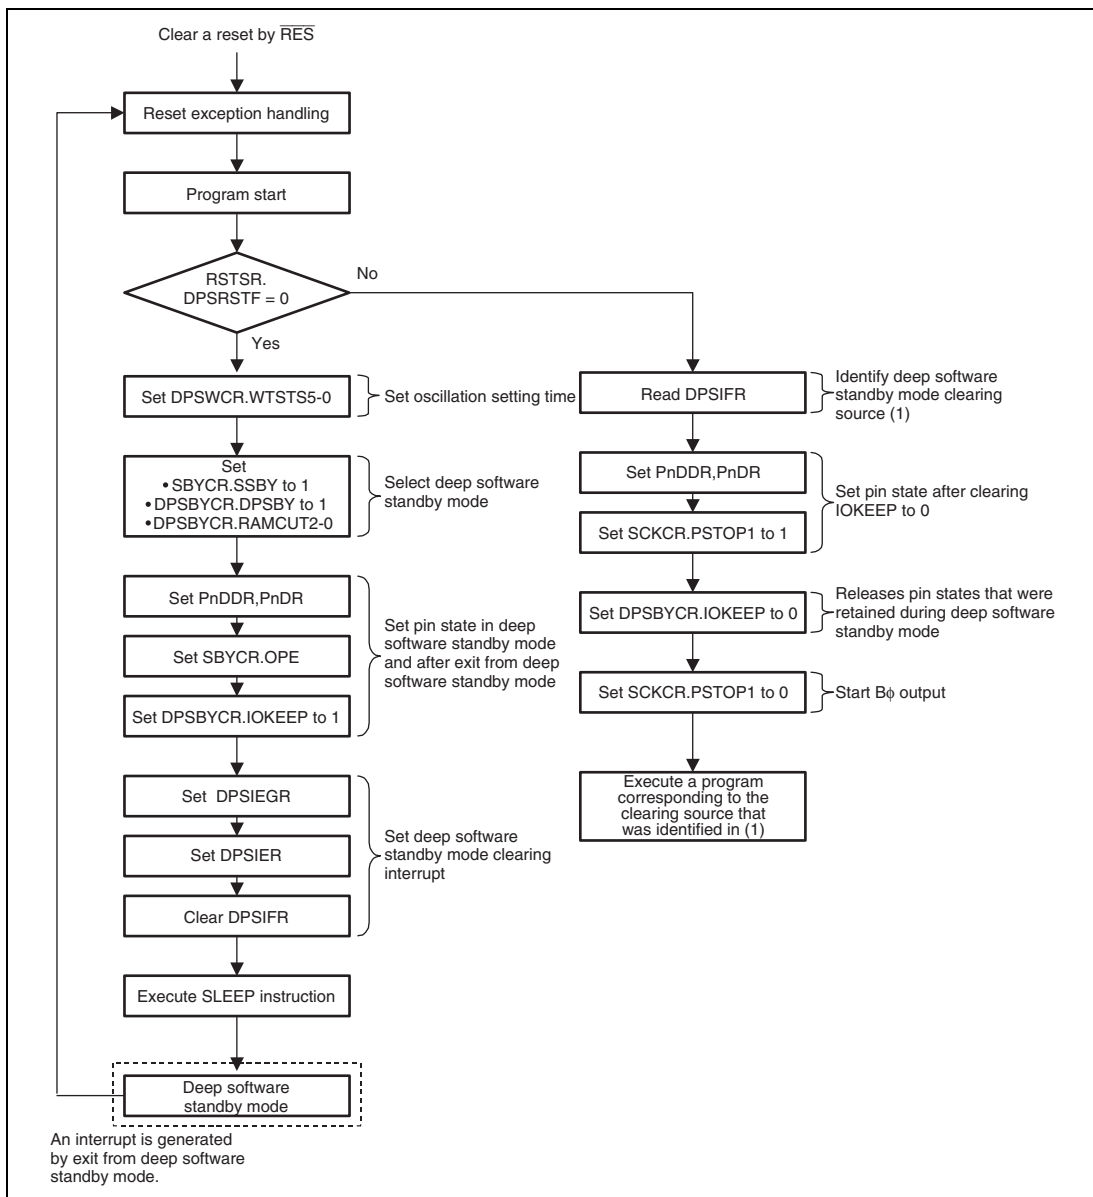 Clear a reset by RES
Reset exception handling
Program start
RSTSR.
DPSRSTF = 0
No
Yes
Set DPSWCR.WTSTS5-0
Set oscillation setting time
Set
•SBYCR.SSBY to 1
•DPSBYCR.DPSBY to 1
•DPSBYCR.RAMCUT2-0
Select deep software
standby mode
Set PnDDR,PnDR
Set SBYCR.OPE
Set DPSBYCR.IOKEEP to 1
Set pin state in deep
software standby mode
and after exit from deep
software standby mode
Set DPSIEGR
Set DPSIER
Clear DPSIFR
Set deep software
standby mode clearing
interrupt
Execute SLEEP instruction
Deep software
standby mode
An interrupt is generated
by exit from deep software
standby mode.
Read DPSIFR
Identify deep software
standby mode clearing
source (1)
Set PnDDR,PnDR
Set SCKCR.PSTOP1 to 1
Set pin state after clearing
IOKEEP to 0
Set DPSBYCR.IOKEEP to 0
Releases pin states that were
retained during deep software
standby mode
Set SCKCR.PSTOP1 to 0
Start Bϕ output
Execute a program
corresponding to the
clearing source that
was identified in (1)